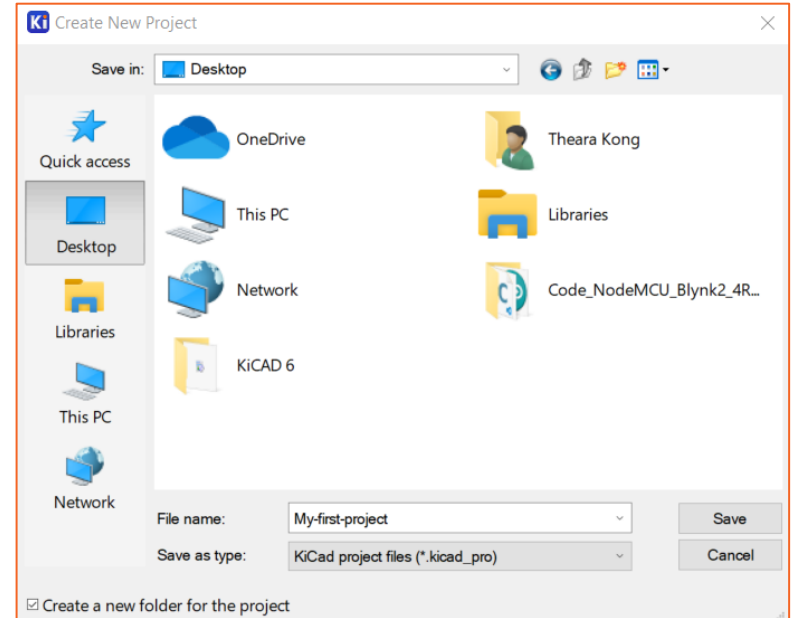 Ki Create New Project
Save in: Desktop
Quick access
Desktop
Libraries
This PC
Network
OneDrive
Theara Kong
This PC
Libraries
Network
Code_NodeMCU_Blynk2_4R...
KiCAD 6
File name: My-first-project Save
Save as type: KiCad project files (*.kicad_pro) Cancel
Create a new folder for the project